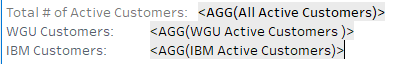 Total # of Active Customers: <AGG(All Active Customers)>
WGU Customers: <AGG(WGU Active Customers )>
IBM Customers: <AGG(IBM Active Customers)>